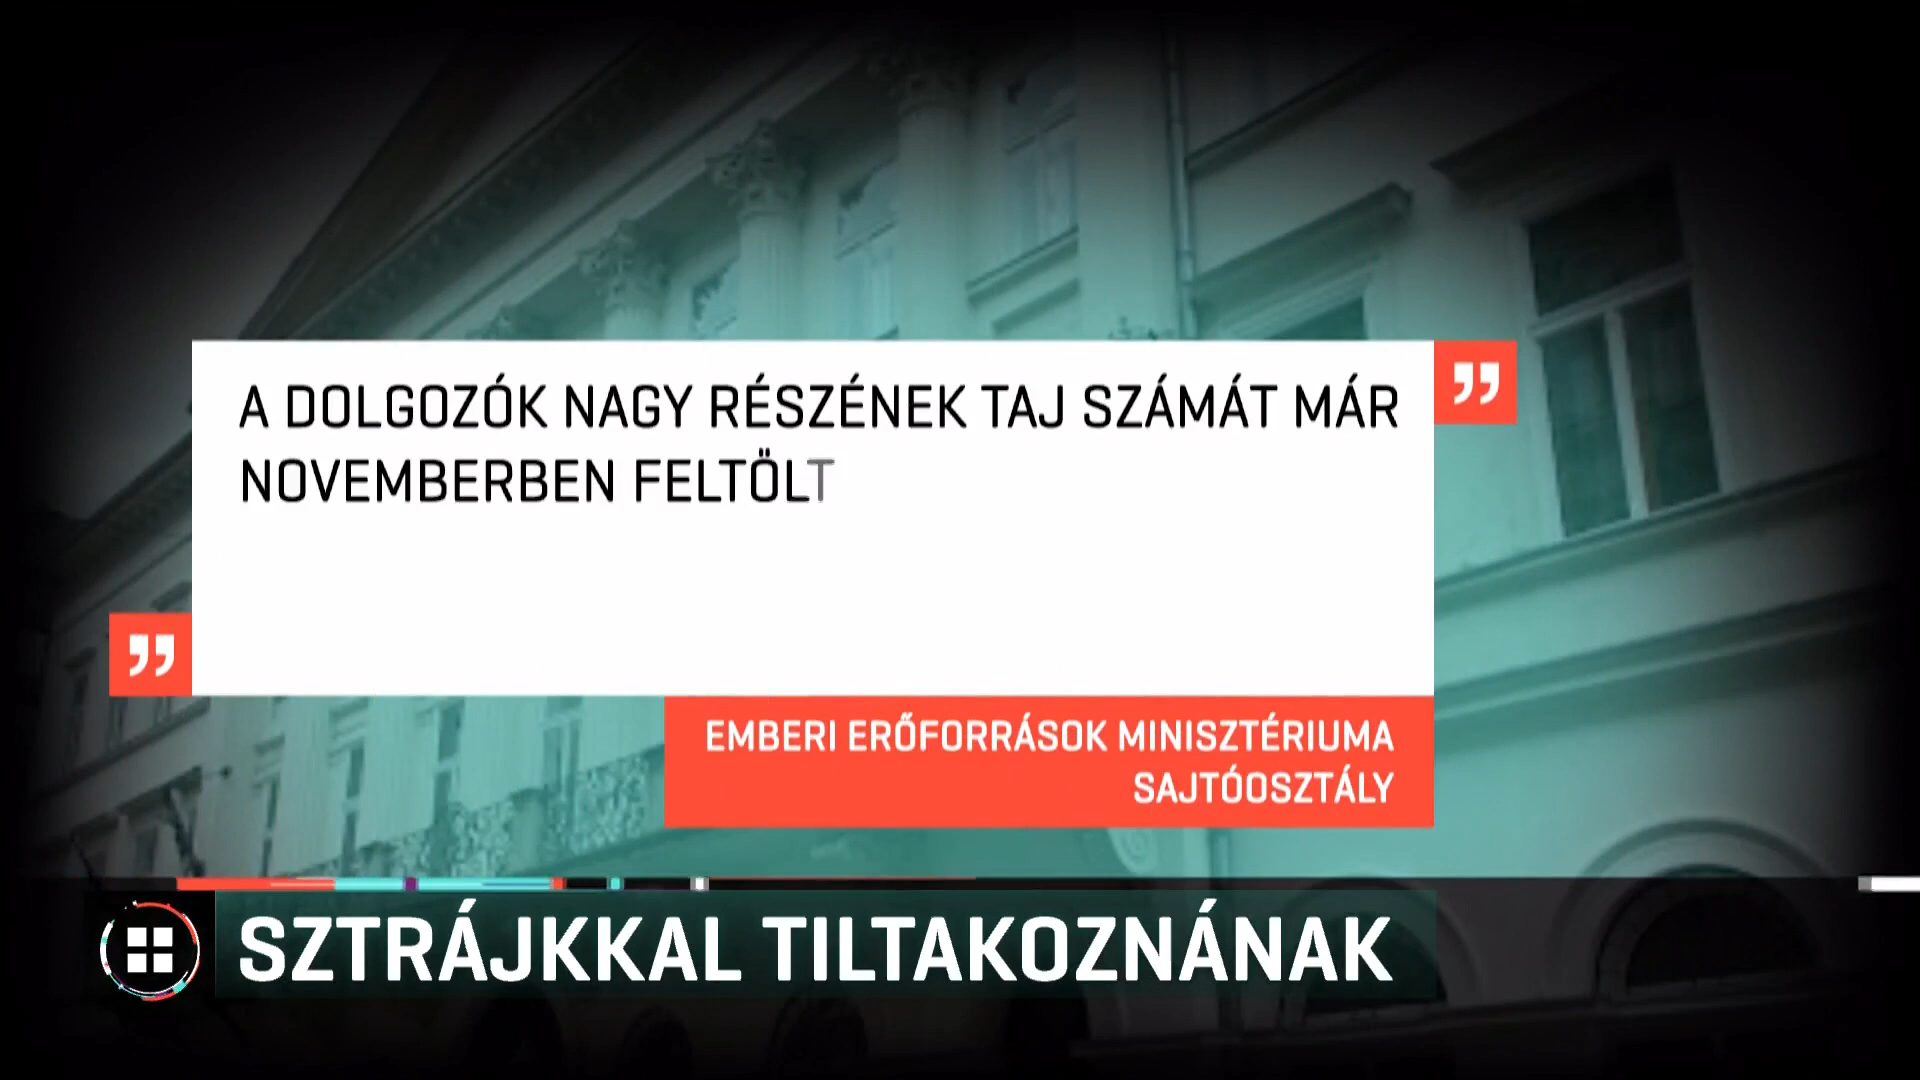 A DOLGOZÓK NAGY RÉSZÉNEK TAJ SZÁMÁT MÁR
NOVEMBERBEN FELTÖLT
EMBERI ERŐFORRÁSOK MINISZTÉRIUMA
SAJTÓOSZTÁLY
SZTRÁJKKAL TILTAKOZNÁNAK